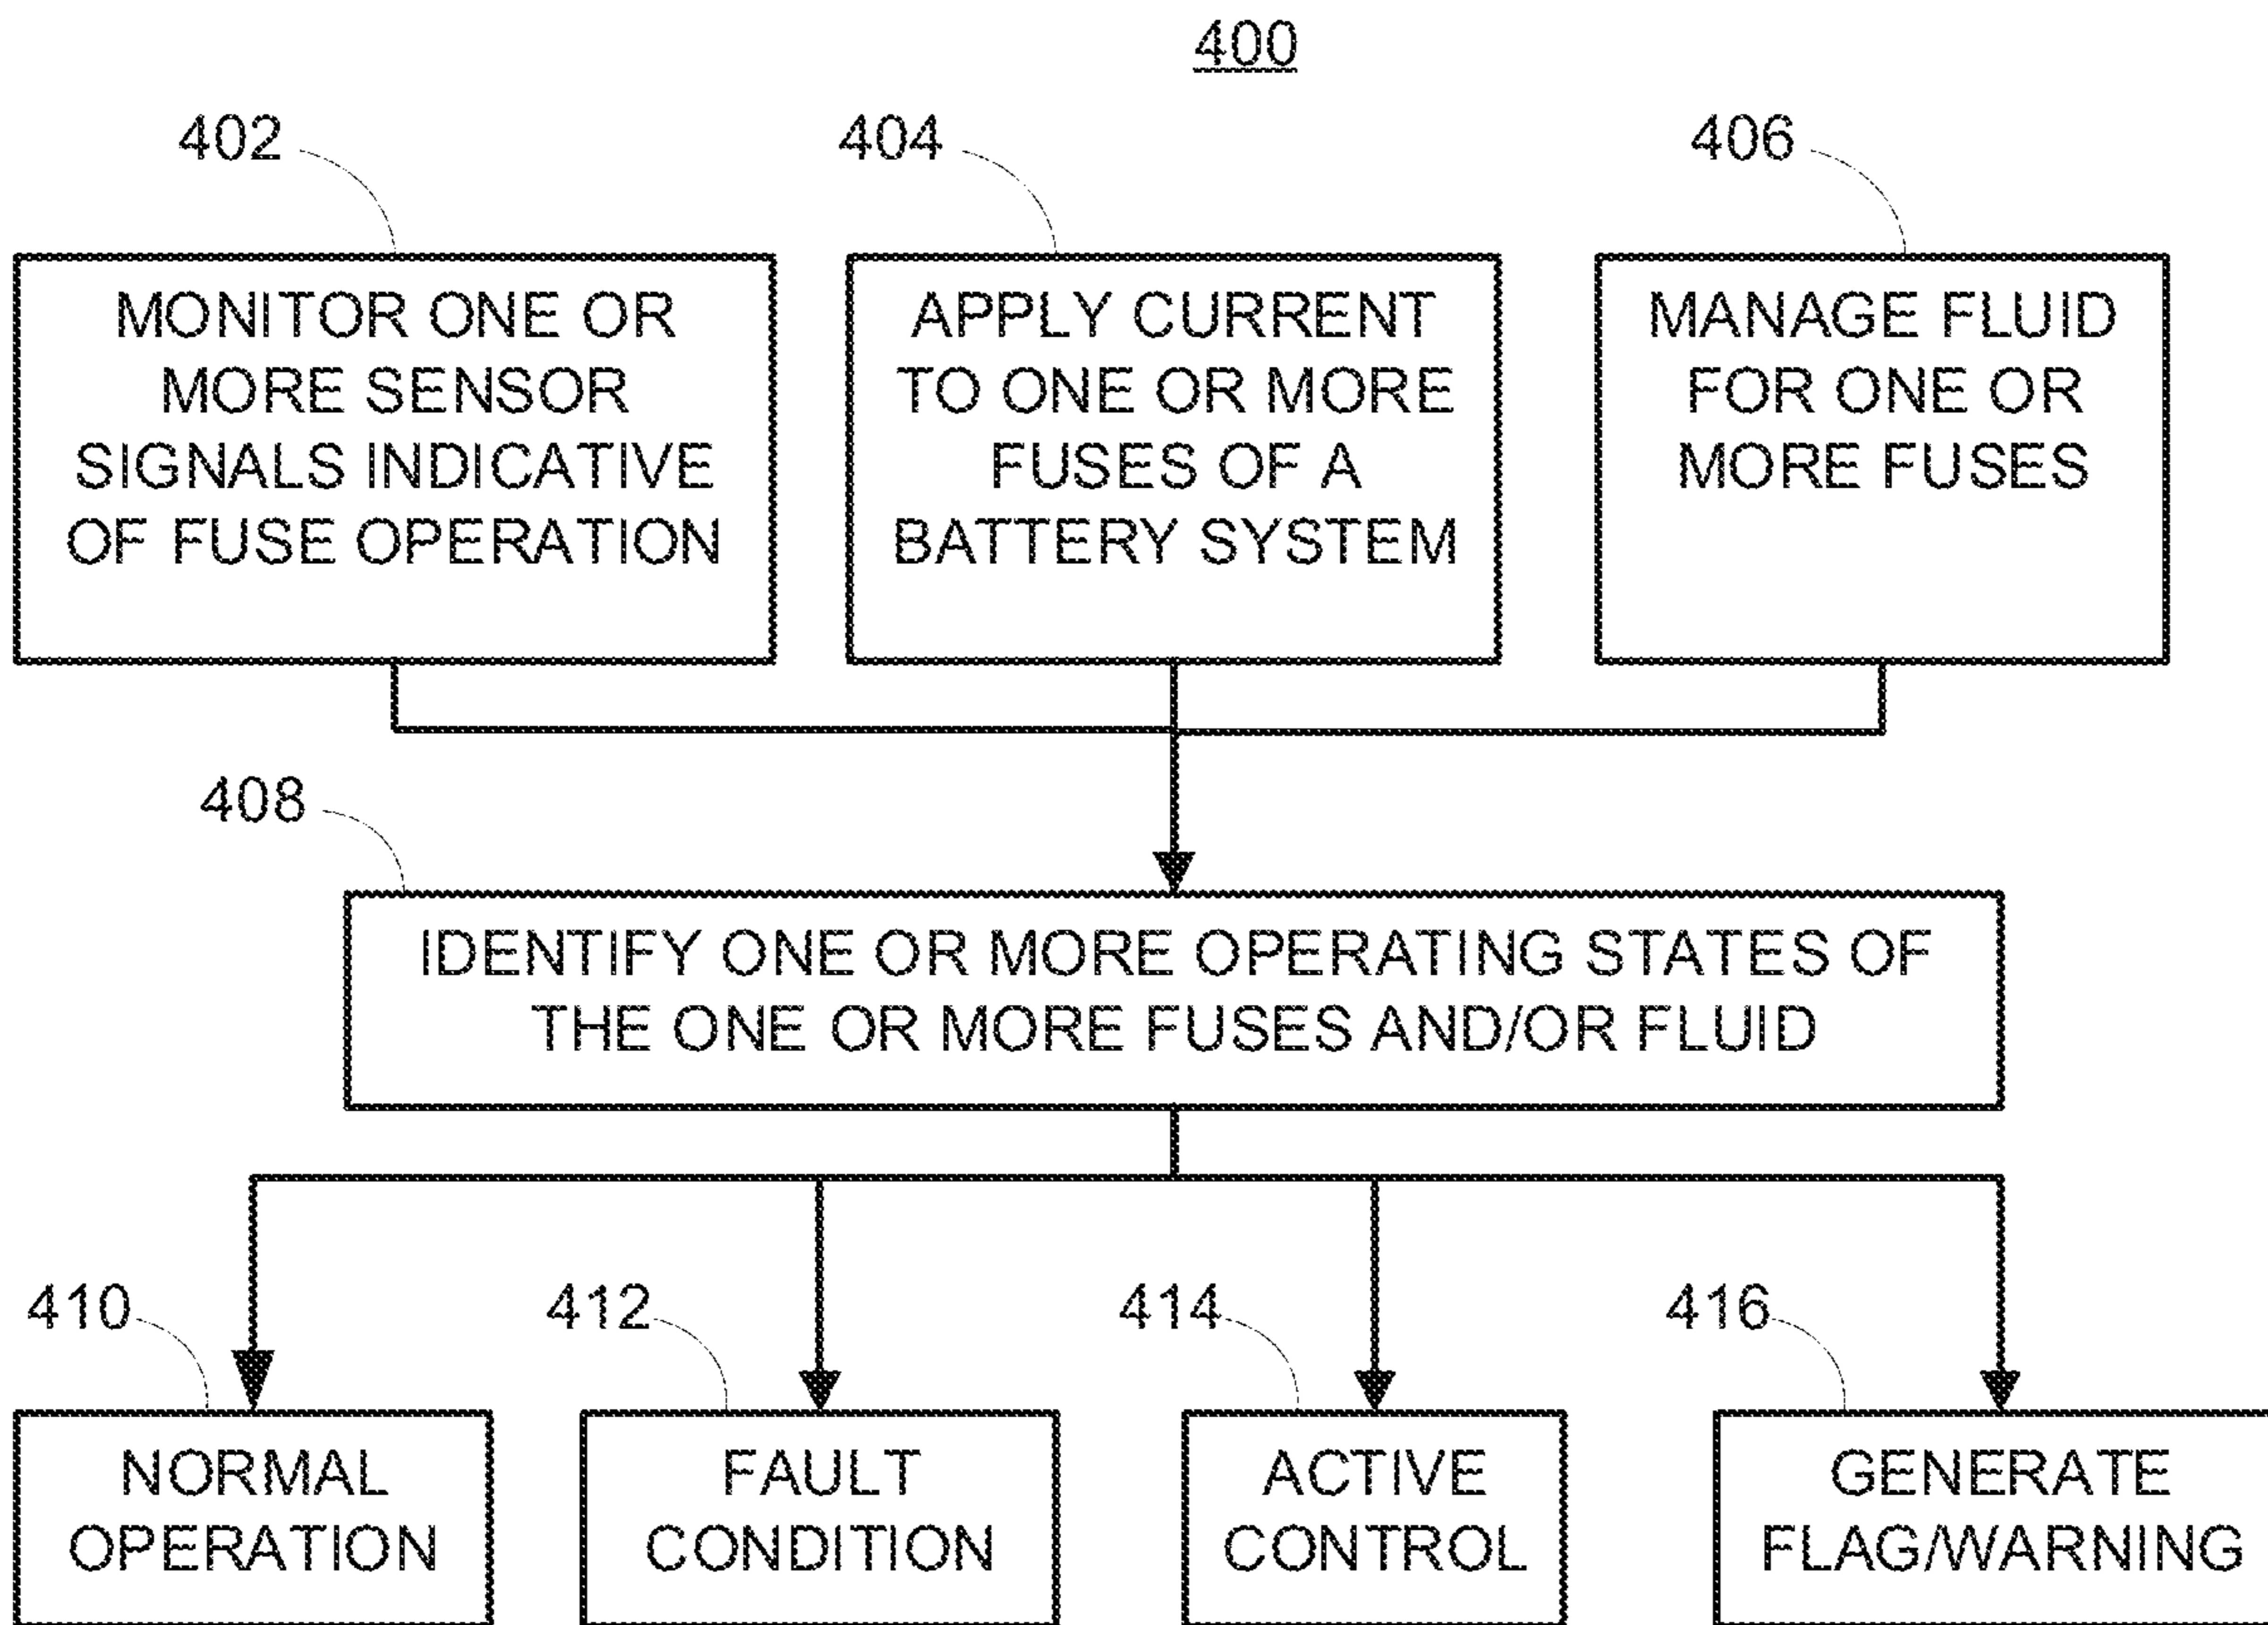 400
402
404
406
MONITOR ONE OR
MORE SENSOR
SIGNALS INDICATIVE
OF FUSE OPERATION
APPLY CURRENT
TO ONE OR MORE
FUSES OF A
BATTERY SYSTEM
MANAGE FLUID
FOR ONE OR
MORE FUSES
408
IDENTIFY ONE OR MORE OPERATING STATES OF
THE ONE OR MORE FUSES AND/OR FLUID
410
412
414
416
NORMAL
OPERATION
FAULT
CONDITION
ACTIVE
CONTROL
GENERATE
FLAG/WARNING